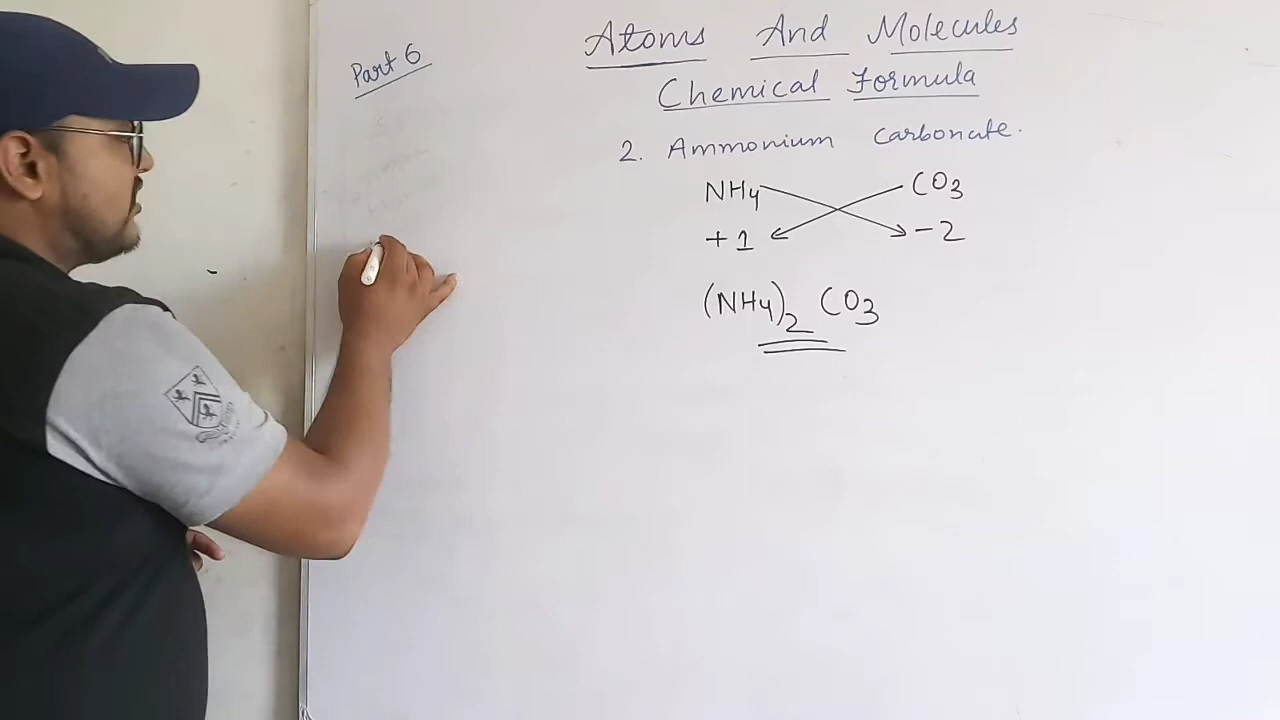 Part 6
Atoms And Molecules
Chemical Formula
2. Ammonium Carbonate.
NH4 CO3
+1 -2
(NH4)2 CO3